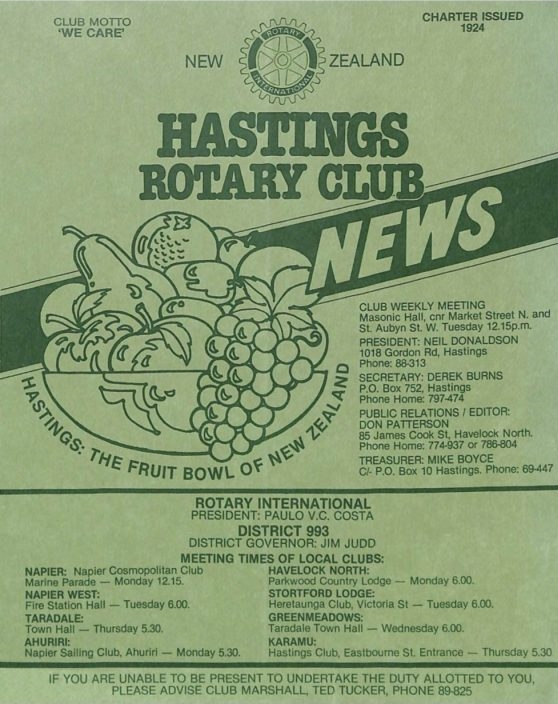 CLUB MOTTO
'WE CARE'
CHARTER ISSUED
1924
ROTARY
INTERNATIONAL
NEW ZEALAND
HASTINGS
ROTARY CLUB
NEWS
HASTINGS: THE FRUIT BOWL OF NEW ZEALAND
CLUB WEEKLY MEETING
Masonic Hall, cnr Market Street N. and
St. Aubyn St. W. Tuesday 12.15p.m.
PRESIDENT: NEIL DONALDSON
1018 Gordon Rd, Hastings
Phone: 88-313
SECRETARY: DEREK BURNS
P.O. Box 752, Hastings
Phone Home: 797-474
PUBLIC RELATIONS / EDITOR:
DON PATTERSON
85 James Cook St, Havelock North.
Phone Home: 774-937 or 786-804
TREASURER: MIKE BOYCE
C/- P.O. Box 10 Hastings. Phone: 69-447
ROTARY INTERNATIONAL
PRESIDENT: PAULO V.C. COSTA
DISTRICT 993
DISTRICT GOVERNOR: JIM JUDD
MEETING TIMES OF LOCAL CLUBS:
NAPIER: Napier Cosmopolitan Club
Marine Parade — Monday 12.15.
NAPIER WEST:
Fire Station Hall — Tuesday 6.00.
TARADALE:
Town Hall — Thursday 5.30.
AHURIRI:
Napier Sailing Club, Ahuriri — Monday 5.30.
HAVELOCK NORTH:
Parkwood Country Lodge — Monday 6.00.
STORTFORD LODGE:
Heretaunga Club, Victoria St — Tuesday 6.00.
GREENMEADOWS:
Taradale Town Hall — Wednesday 6.00.
KARAMU:
Hastings Club, Eastbourne St. Entrance — Thursday 5.30
IF YOU ARE UNABLE TO BE PRESENT TO UNDERTAKE THE DUTY ALLOTTED TO YOU,
PLEASE ADVISE CLUB MARSHALL, TED TUCKER, PHONE 89-825